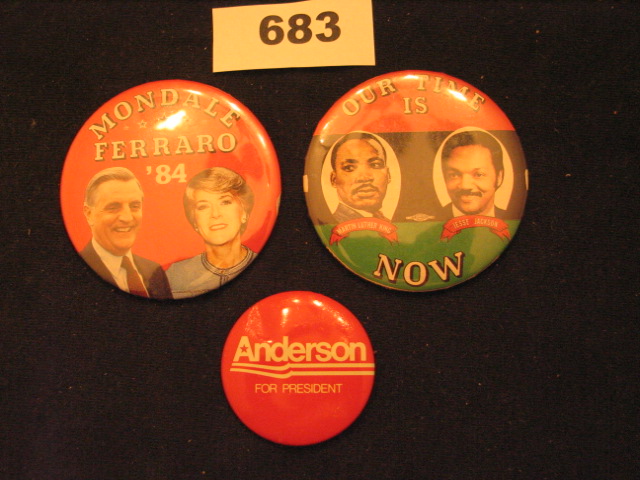 683
MONDALE
FERRARO
'84
OUR TIME
IS
MARTIN LUTHER KING
JESSE JACKSON
NOW
Anderson
FOR PRESIDENT